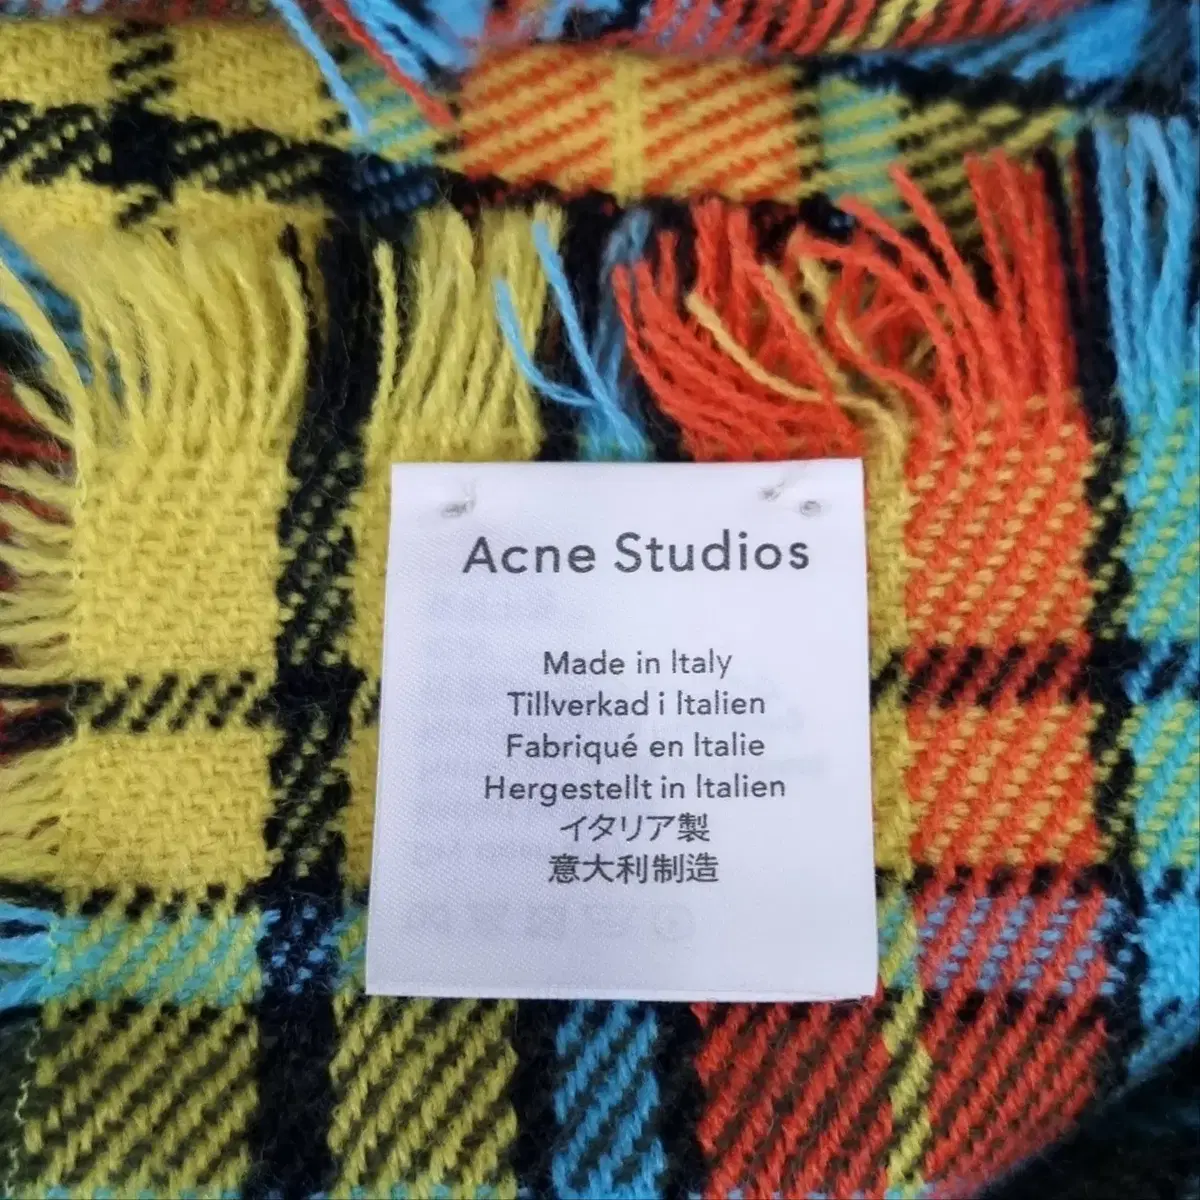 Acne Studios
Made in Italy
Tillverkad i Italien
Fabriqué en Italie
Hergestellt in Italien
イタリア製
意大利制造